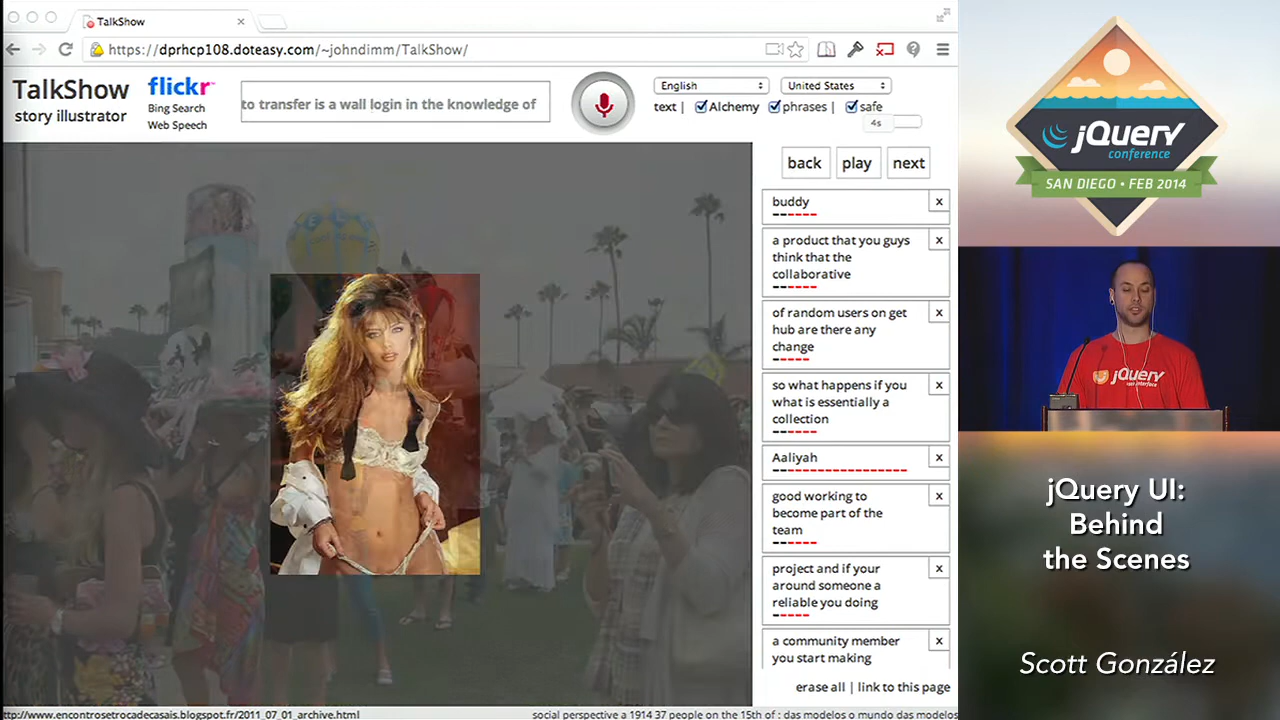 TalkShow
https://dprhcp108.doteasy.com/~johndimm/TalkShow/
TalkShow
story illustrator
flickr
Bing Search
Web Speech
to transfer is a wall login in the knowledge of
English
United States
text |
Alchemy
phrases |
safe
4s
back
play
next
buddy
x
a product that you guys
think that the
collaborative
x
of random users on get
hub are there any
change
x
so what happens if you
what is essentially a
collection
x
Aaliyah
x
good working to
become part of the
team
x
project and if your
around someone a
reliable you doing
x
a community member
you start making
x
erase all | link to this page
ttp://www.encontrosetrocadecasais.blogspot.fr/2011_07_01_archive.html
social perspective a 1914 37 people on the 15th of : das modelos o mundo das modelos
jQuery
conference
SAN DIEGO • FEB 2014
jQuery
user interface
jQuery UI:
Behind
the Scenes
Scott González